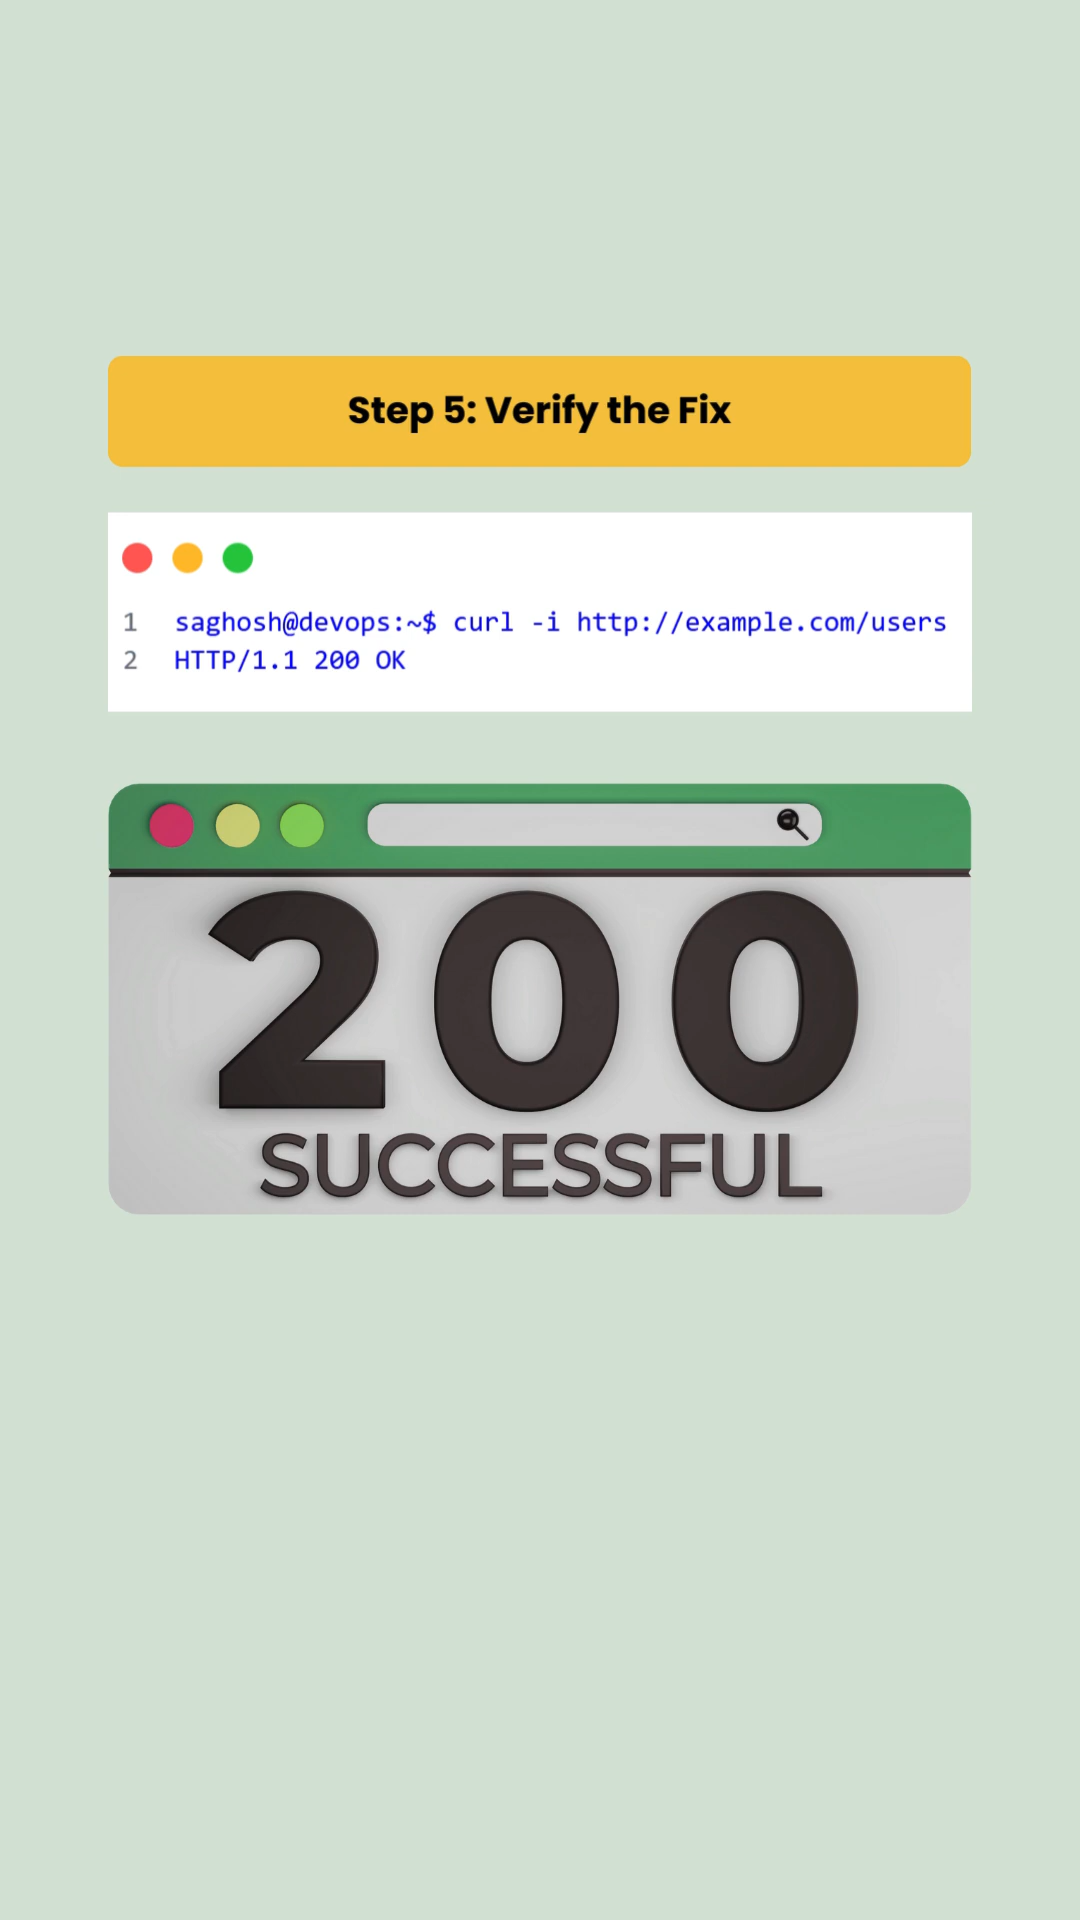 Step 5: Verify the Fix
1 saghosh@devops:~$ curl -i http://example.com/users
2 HTTP/1.1 200 OK
200
SUCCESSFUL